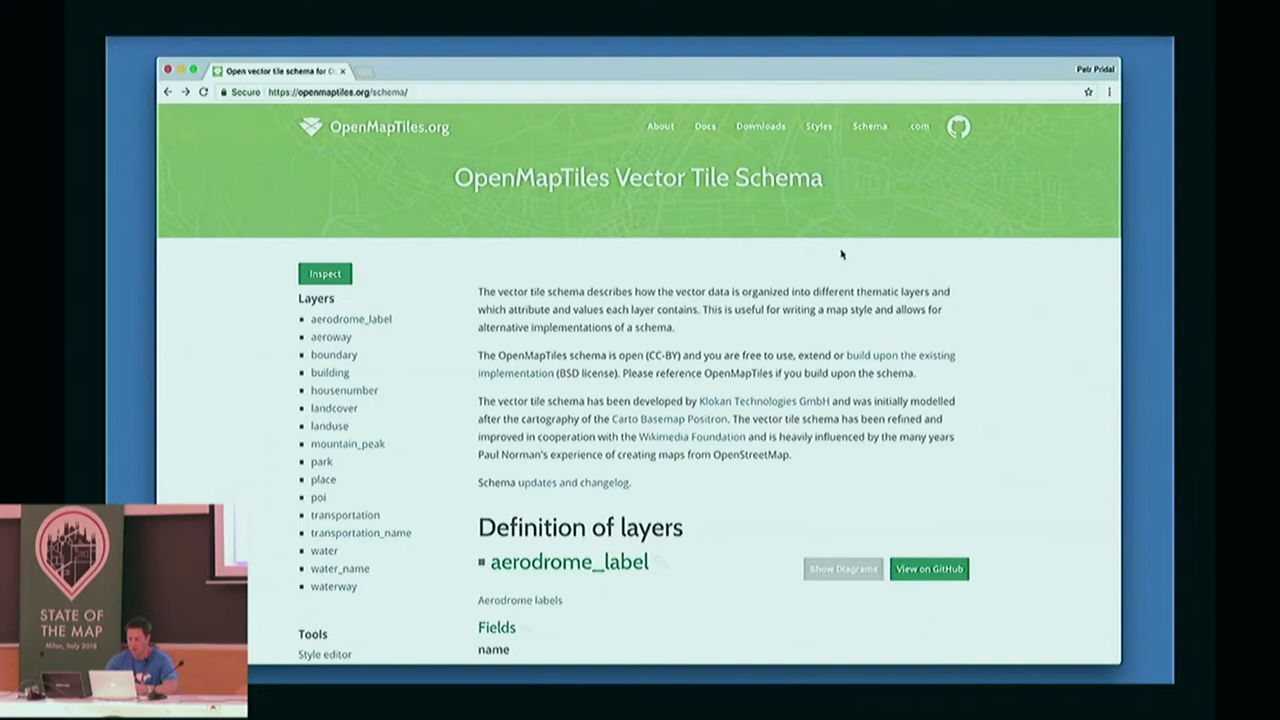 Open vector tile schema for O
Petr Pridal
Secure
https://openmaptiles.org/schema/
OpenMapTiles.org
About
Docs
Downloads
Styles
Schema
.com
OpenMapTiles Vector Tile Schema
Inspect
Layers
aerodrome_label
aeroway
boundary
building
housenumber
landcover
landuse
mountain_peak
park
place
poi
transportation
transportation_name
water
water_name
waterway
Tools
Style editor
The vector tile schema describes how the vector data is organized into different thematic layers and
which attribute and values each layer contains. This is useful for writing a map style and allows for
alternative implementations of a schema.
The OpenMapTiles schema is open (CC-BY) and you are free to use, extend or build upon the existing
implementation (BSD license). Please reference OpenMapTiles if you build upon the schema.
The vector tile schema has been developed by Klokan Technologies GmbH and was initially modelled
after the cartography of the Carto Basemap Positron. The vector tile schema has been refined and
improved in cooperation with the Wikimedia Foundation and is heavily influenced by the many years
Paul Norman's experience of creating maps from OpenStreetMap.
Schema updates and changelog.
Definition of layers
aerodrome_label
Show Diagrams
View on GitHub
Aerodrome labels
Fields
name
STATE OF
THE MAP
Milan, Italy 2018